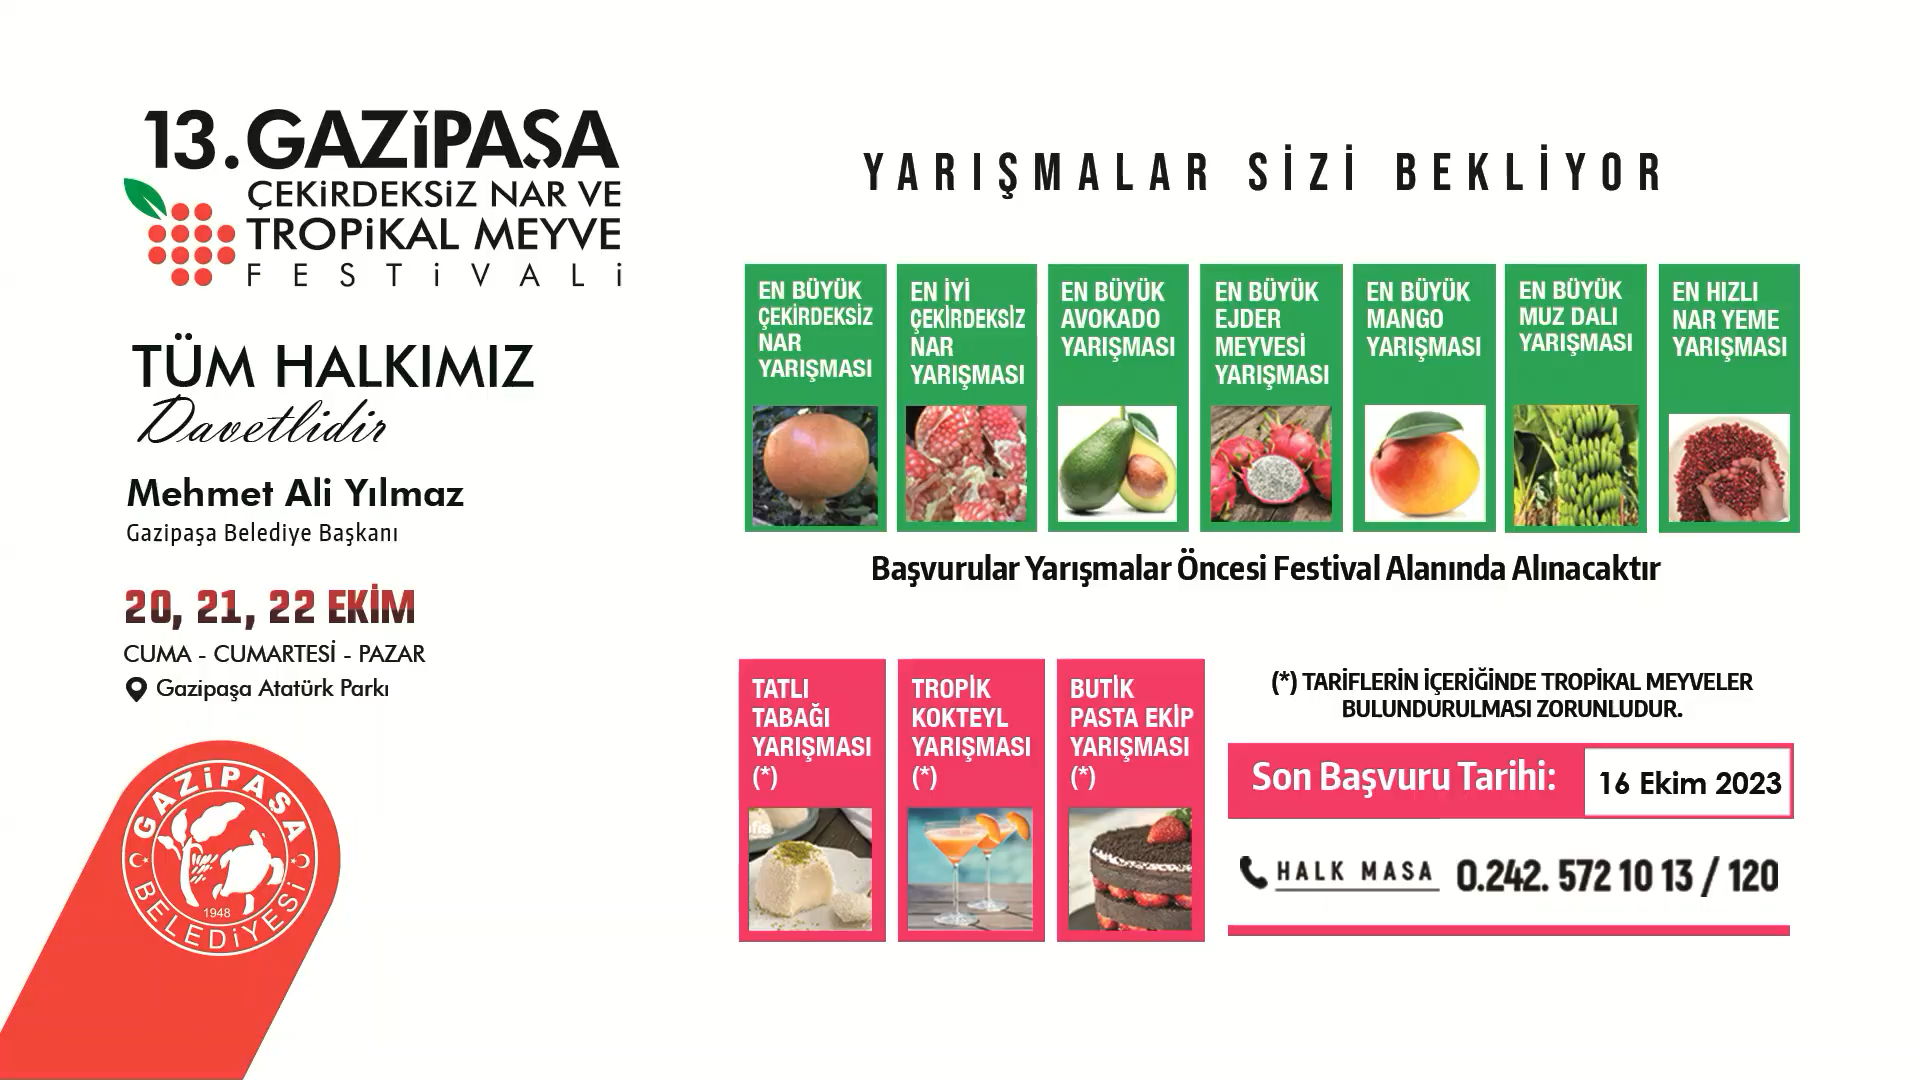 13.GAZİPAŞA
ÇEKİRDEKSİZ NAR VE
TROPİKAL MEYVE
FESTİVALİ
TÜM HALKIMIZ
Davetlidir
Mehmet Ali Yılmaz
Gazipaşa Belediye Başkanı
20, 21, 22 EKİM
CUMA - CUMARTESİ - PAZAR
Gazipaşa Atatürk Parkı
GAZİPAŞA
BELEDİYESİ
1948
YARIŞMALAR SİZİ BEKLİYOR
EN BÜYÜK
ÇEKİRDEKSİZ
NAR
YARIŞMASI
EN İYİ
ÇEKİRDEKSİZ
NAR
YARIŞMASI
EN BÜYÜK
AVOKADO
YARIŞMASI
EN BÜYÜK
EJDER
MEYVESİ
YARIŞMASI
EN BÜYÜK
MANGO
YARIŞMASI
EN BÜYÜK
MUZ DALI
YARIŞMASI
EN HIZLI
NAR YEME
YARIŞMASI
Başvurular Yarışmalar Öncesi Festival Alanında Alınacaktır
TATLI
TABAĞI
YARIŞMASI
(*)
TROPİK
KOKTEYL
YARIŞMASI
(*)
BUTİK
PASTA EKİP
YARIŞMASI
(*)
(*) TARİFLERİN İÇERİĞİNDE TROPİKAL MEYVELER
BULUNDURULMASI ZORUNLUDUR.
Son Başvuru Tarihi: 16 Ekim 2023
HALK MASA 0.242. 572 10 13 / 120